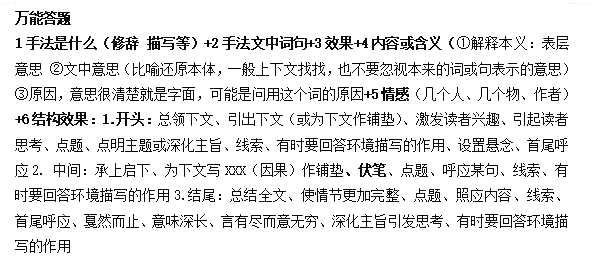 万能答题
1手法是什么（修辞 描写等）+2手法文中词句+3效果+4内容或含义（①解释本义：表层
意思 ②文中意思（比喻还原本体，一般上下文找找，也不要忽视本来的词或句表示的意思）
③原因，意思很清楚就是字面，可能是问用这个词的原因+5情感（几个人、几个物、作者）
+6结构效果：1.开头：总领下文、引出下文（或为下文作铺垫）、激发读者兴趣、引起读者
思考、点题、点明主题或深化主旨、线索、有时要回答环境描写的作用、设置悬念、首尾呼
应2. 中间：承上启下、为下文写XXX（因果）作铺垫、伏笔、点题、呼应某句、线索、有
时要回答环境描写的作用3.结尾：总结全文、使情节更加完整、点题、照应内容、线索、
首尾呼应、戛然而止、意味深长、言有尽而意无穷、深化主旨引发思考、有时要回答环境描
写的作用